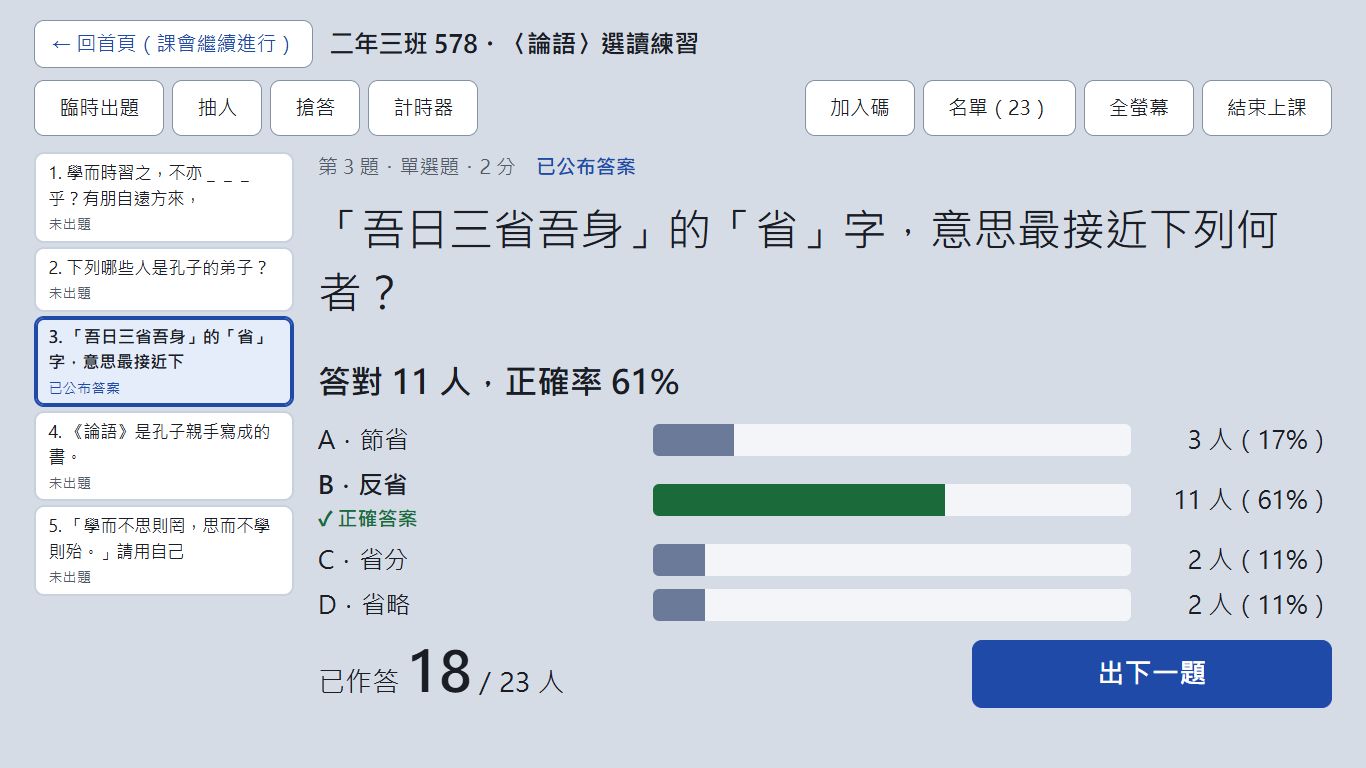 ← 回首頁（課會繼續進行）
二年三班 578．〈論語〉選讀練習
臨時出題
抽人
搶答
計時器
加入碼
名單（23）
全螢幕
結束上課
1. 學而時習之，不亦＿＿＿
乎？有朋自遠方來，
未出題
2. 下列哪些人是孔子的弟子？
未出題
3. 「吾日三省吾身」的「省」
字，意思最接近下
已公布答案
4. 《論語》是孔子親手寫成的
書。
未出題
5. 「學而不思則罔，思而不學
則殆。」請用自己
未出題
第 3 題．單選題．2 分 已公布答案
「吾日三省吾身」的「省」字，意思最接近下列何
者？
答對 11 人，正確率 61%
A．節省 3 人（17%）
B．反省 11 人（61%）
✓正確答案
C．省分 2 人（11%）
D．省略 2 人（11%）
已作答 18 / 23 人
出下一題